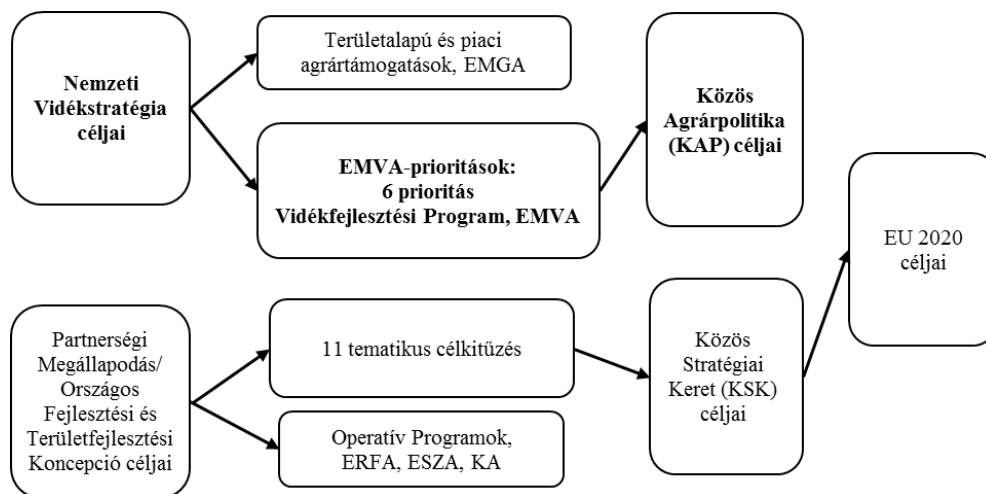 Nemzeti
Vidékstratégia
céljai
Területalapú és piaci
agrártámogatások, EMGA
EMVA-prioritások:
6 prioritás
Vidékfejlesztési Program, EMVA
Közös
Agrárpolitika
(KAP) céljai
EU 2020
céljai
Partnerségi
Megállapodás/
Országos
Fejlesztési és
Területfejlesztési
Koncepció céljai
11 tematikus célkitűzés
Operatív Programok,
ERFA, ESZA, KA
Közös
Stratégiai
Keret (KSK)
céljai